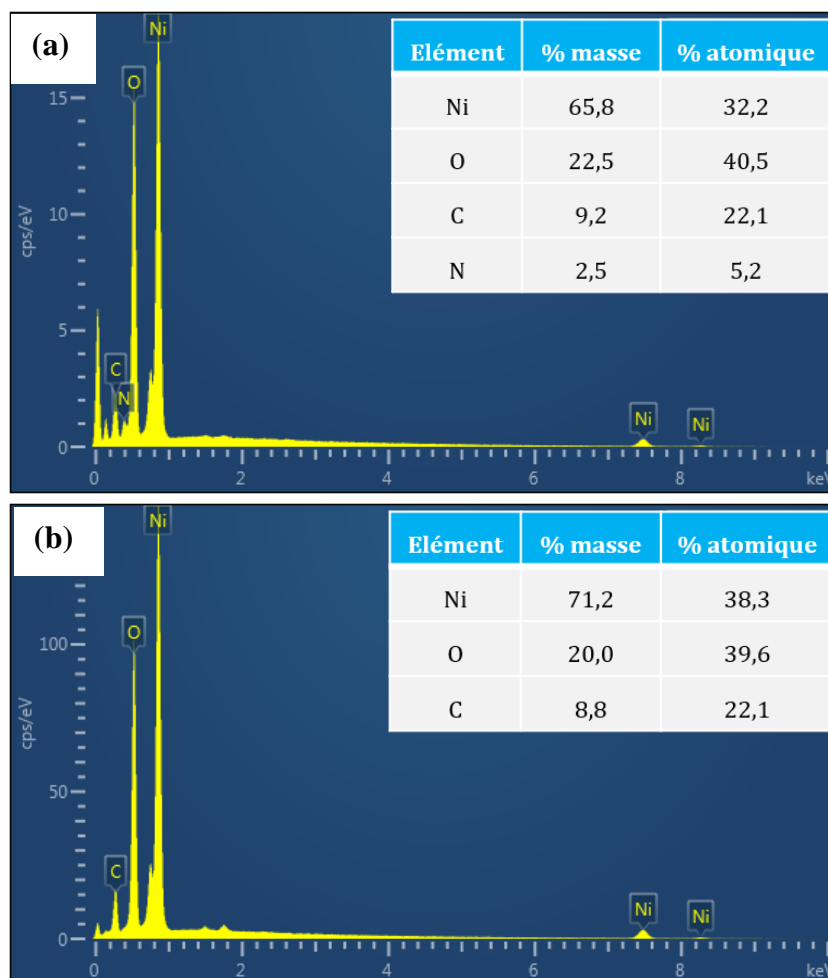 (a)
Ni
O
C
N
Ni
Ni
15
10
5
0
cps/eV
0
2
4
6
8
keV
Elément % masse % atomique
Ni 65,8 32,2
O 22,5 40,5
C 9,2 22,1
N 2,5 5,2
(b)
Ni
O
C
Ni
Ni
100
50
0
cps/eV
0
2
4
6
8
keV
Elément % masse % atomique
Ni 71,2 38,3
O 20,0 39,6
C 8,8 22,1